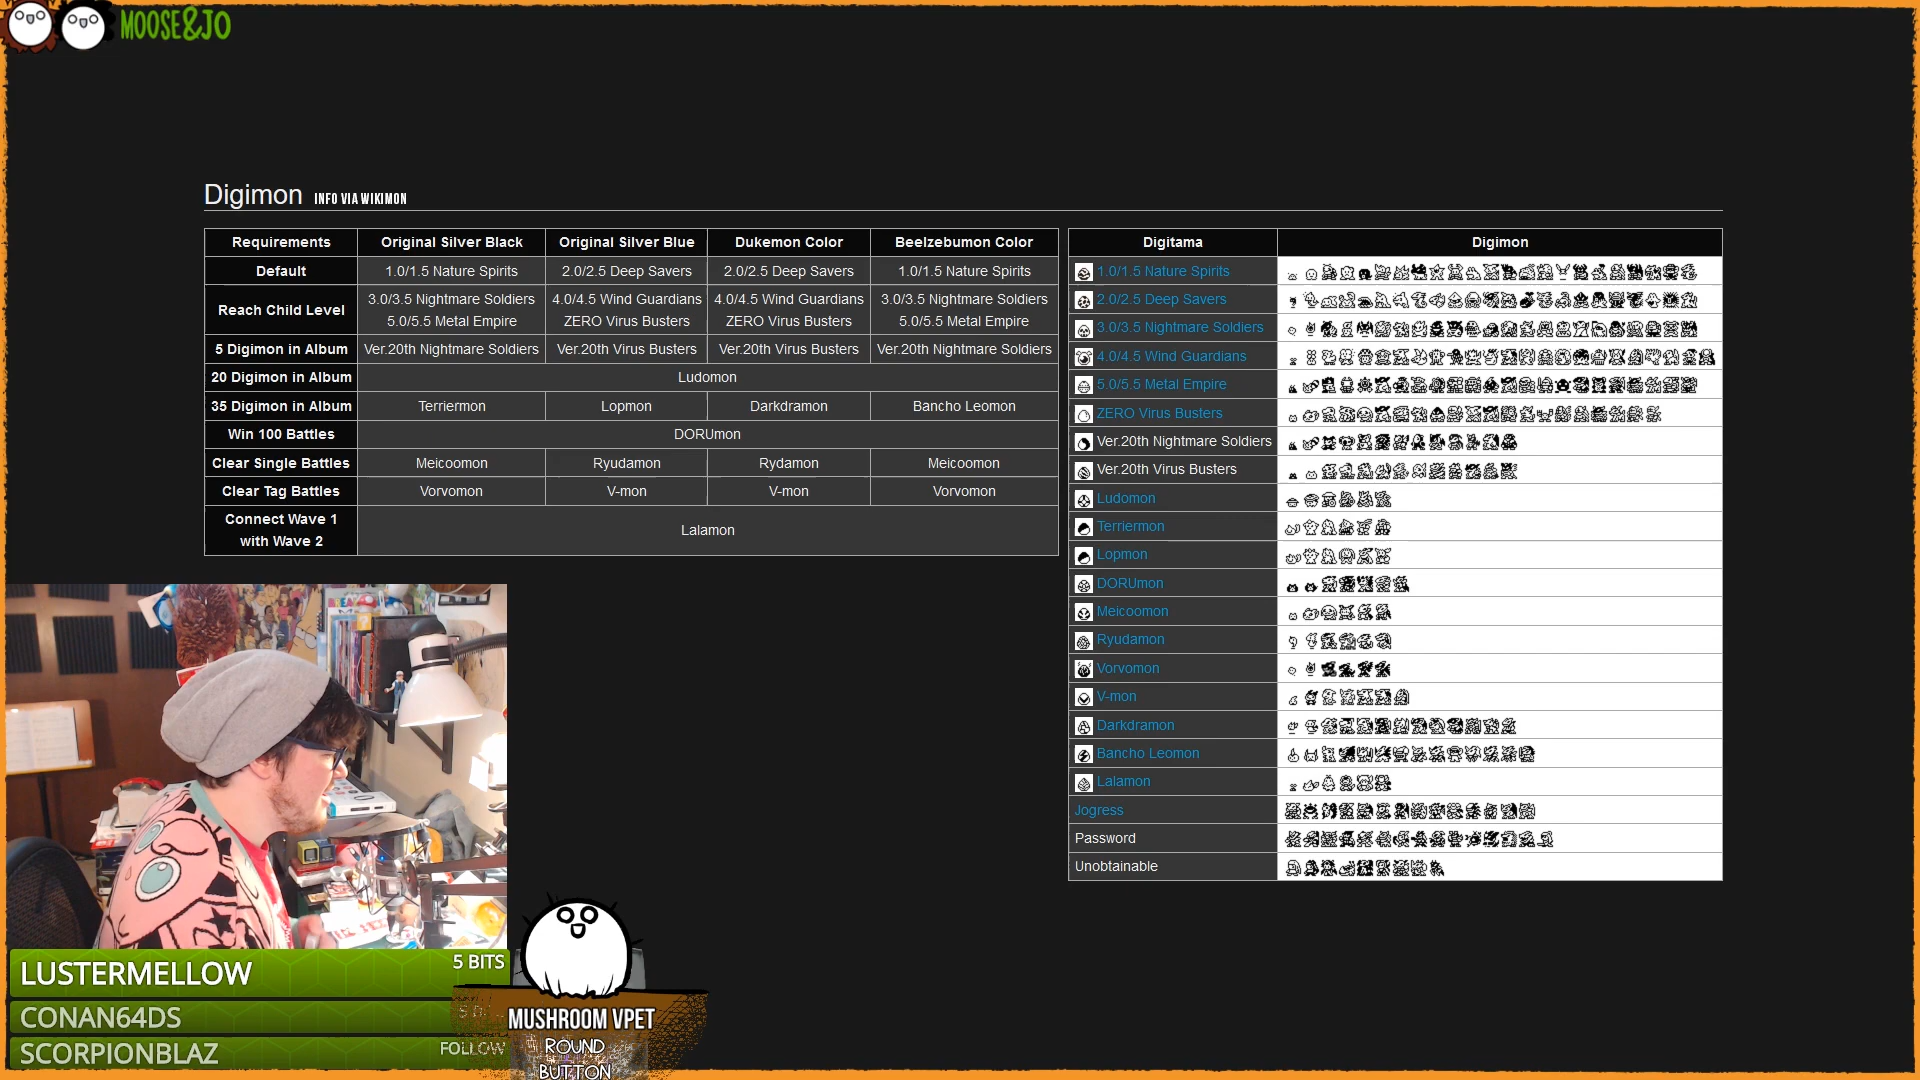 MOOSE&JO
Digimon INFO VIA WIKIMON
Requirements Original Silver Black Original Silver Blue Dukemon Color Beelzebumon Color
Default 1.0/1.5 Nature Spirits 2.0/2.5 Deep Savers 2.0/2.5 Deep Savers 1.0/1.5 Nature Spirits
Reach Child Level 3.0/3.5 Nightmare Soldiers 4.0/4.5 Wind Guardians 4.0/4.5 Wind Guardians 3.0/3.5 Nightmare Soldiers
5.0/5.5 Metal Empire ZERO Virus Busters ZERO Virus Busters 5.0/5.5 Metal Empire
5 Digimon in Album Ver.20th Nightmare Soldiers Ver.20th Virus Busters Ver.20th Virus Busters Ver.20th Nightmare Soldiers
20 Digimon in Album Ludomon
35 Digimon in Album Terriermon Lopmon Darkdramon Bancho Leomon
Win 100 Battles DORUmon
Clear Single Battles Meicoomon Ryudamon Rydamon Meicoomon
Clear Tag Battles Vorvomon V-mon V-mon Vorvomon
Connect Wave 1
with Wave 2 Lalamon
Digitama Digimon
1.0/1.5 Nature Spirits
2.0/2.5 Deep Savers
3.0/3.5 Nightmare Soldiers
4.0/4.5 Wind Guardians
5.0/5.5 Metal Empire
ZERO Virus Busters
Ver.20th Nightmare Soldiers
Ver.20th Virus Busters
Ludomon
Terriermon
Lopmon
DORUmon
Meicoomon
Ryudamon
Vorvomon
V-mon
Darkdramon
Bancho Leomon
Lalamon
Jogress
Password
Unobtainable
LUSTERMELLOW 5 BITS
CONAN64DS
SCORPIONBLAZ FOLLOW
MUSHROOM VPET
ROUND
BUTTON